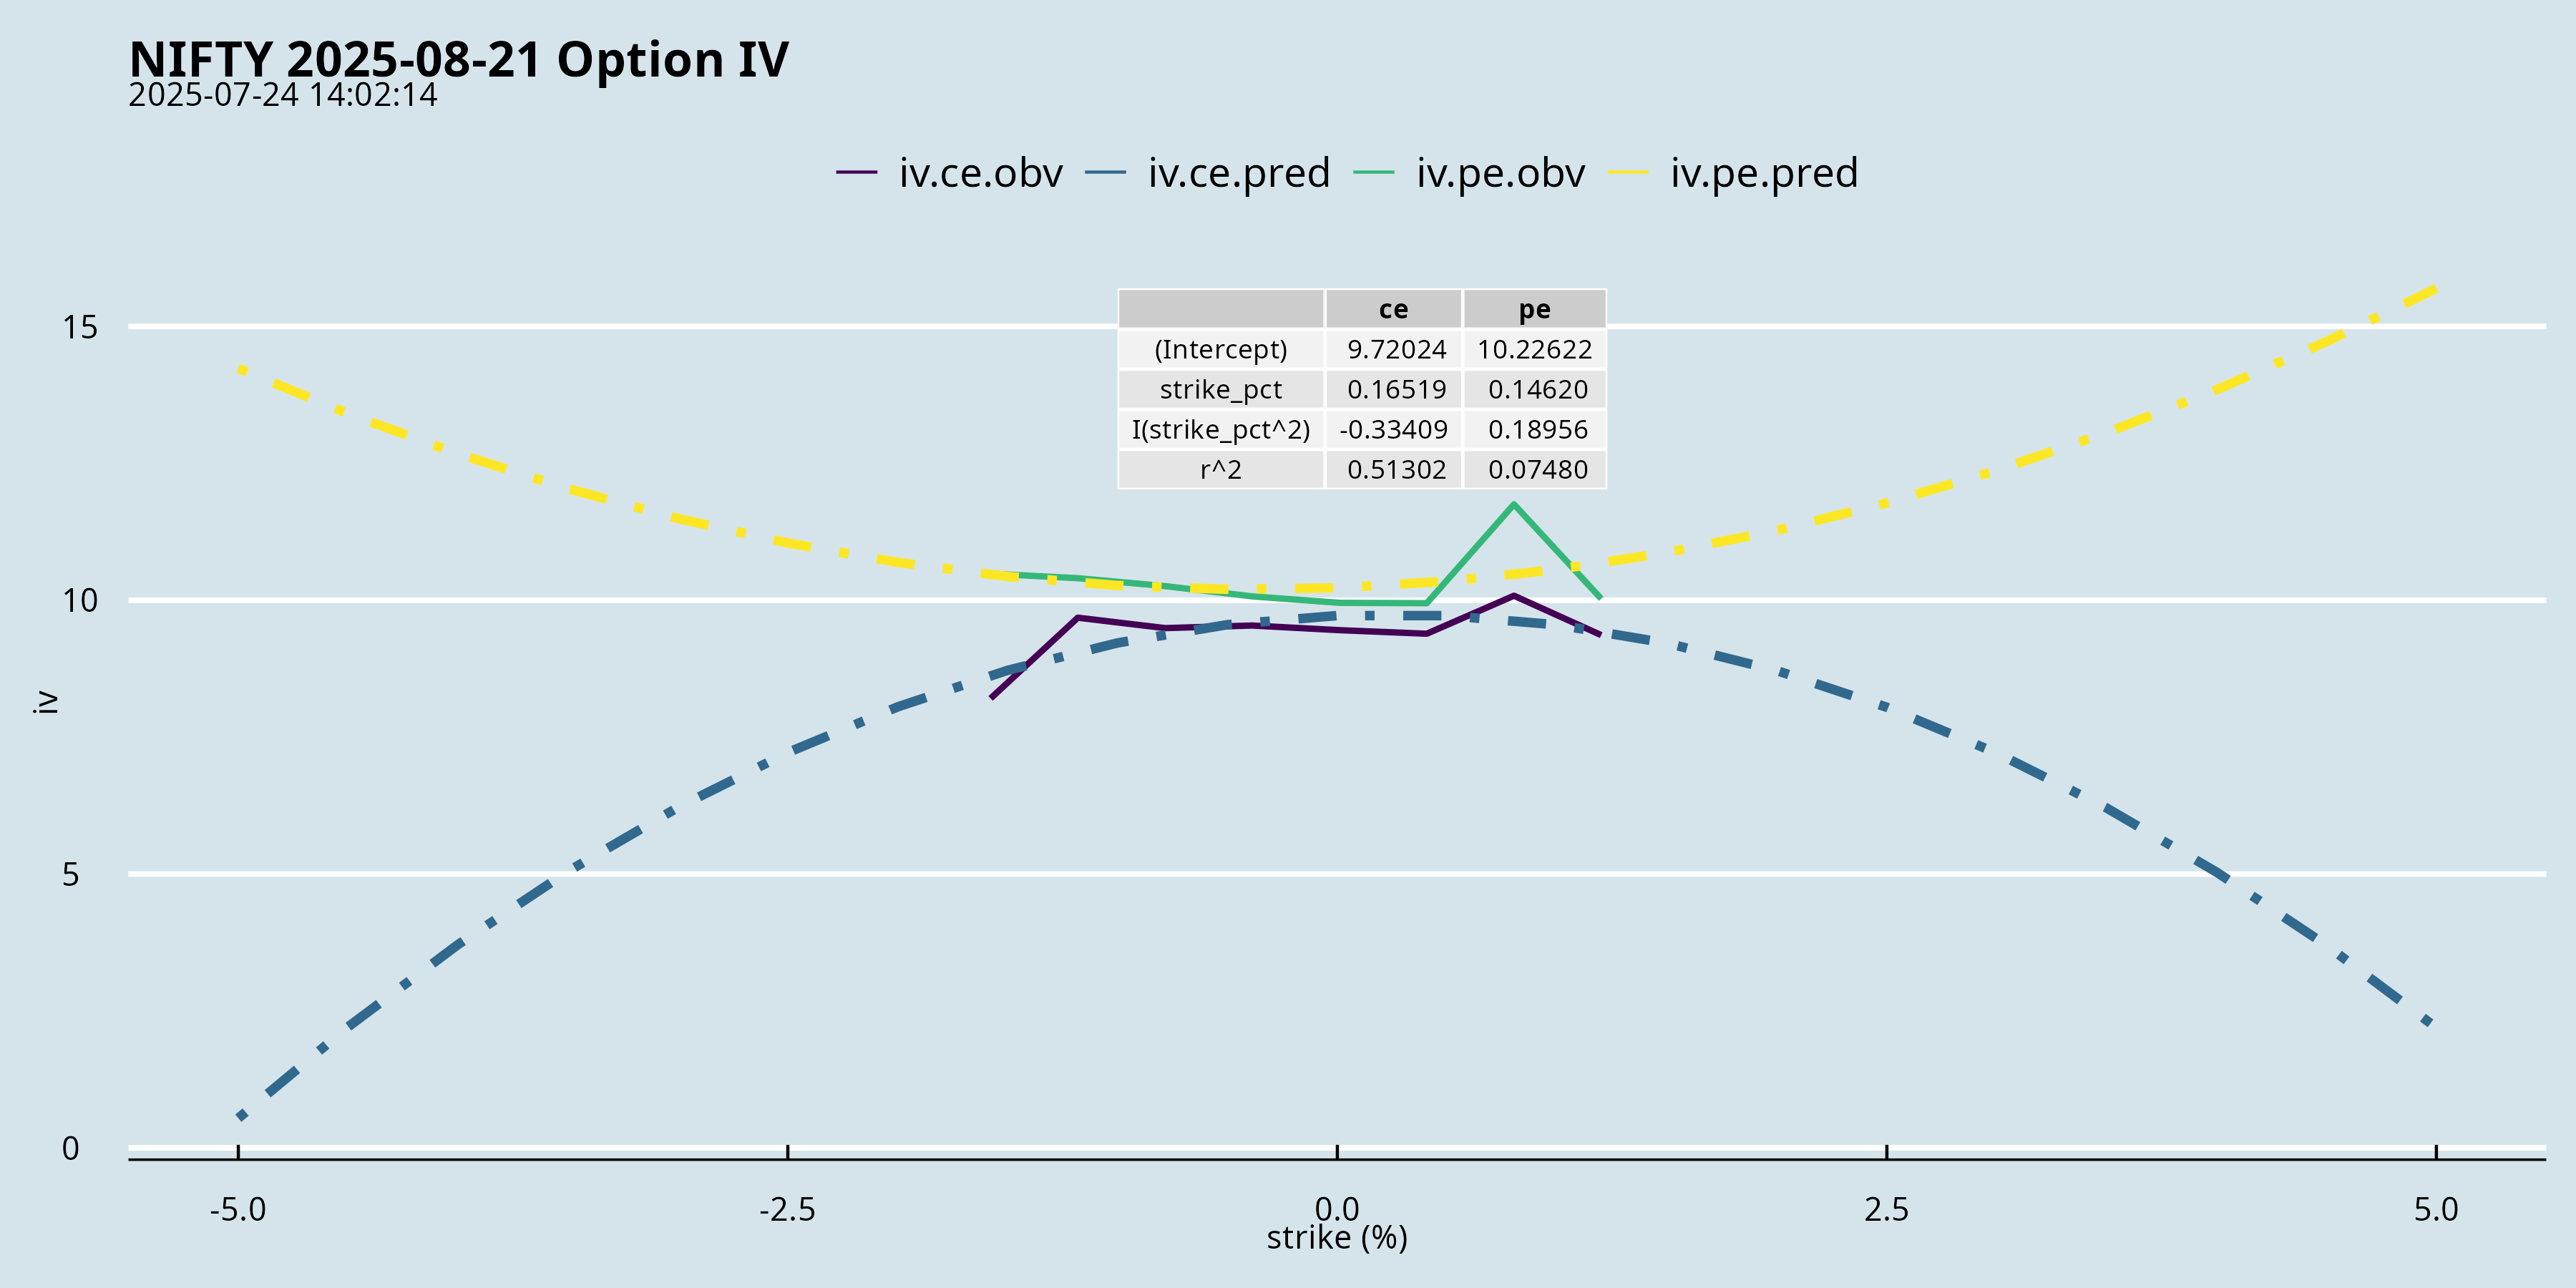 NIFTY 2025-08-21 Option IV
2025-07-24 14:02:14
iv.ce.obv iv.ce.pred iv.pe.obv iv.pe.pred
ce pe
(Intercept) 9.72024 10.22622
strike_pct 0.16519 0.14620
I(strike_pct^2) -0.33409 0.18956
r^2 0.51302 0.07480
15
10
5
0
iv
-5.0 -2.5 0.0 2.5 5.0
strike (%)